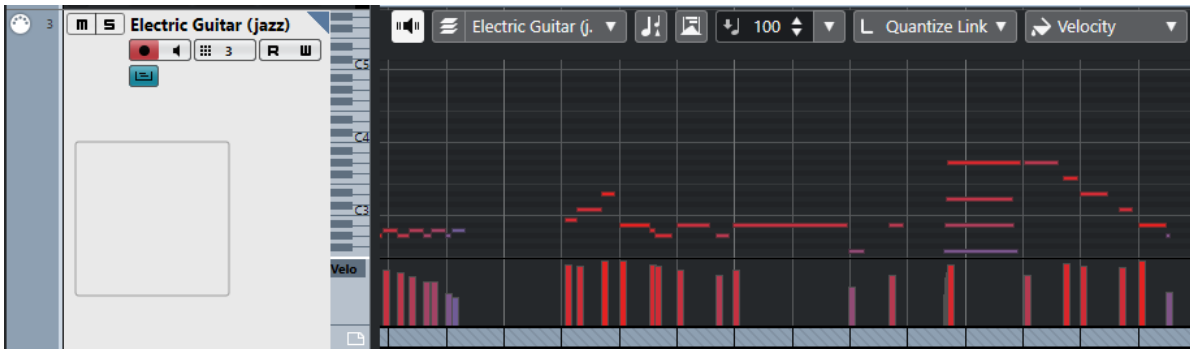 3
M S Electric Guitar (jazz)
3 R W
Electric Guitar (j.
100
Quantize Link
Velocity
C5
C4
C3
Velo